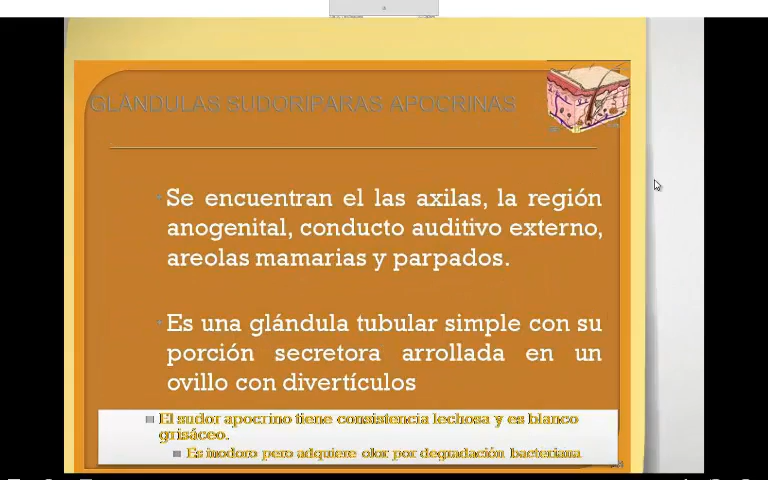 GLÁNDULAS SUDORIPARAS APOCRINAS
Se encuentran el las axilas, la región
anogenital, conducto auditivo externo,
areolas mamarias y parpados.
Es una glándula tubular simple con su
porción secretora arrollada en un
ovillo con divertículos
El sudor apocrino tiene consistencia lechosa y es blanco
grisáceo.
Es inodoro pero adquiere olor por degradación bacteriana